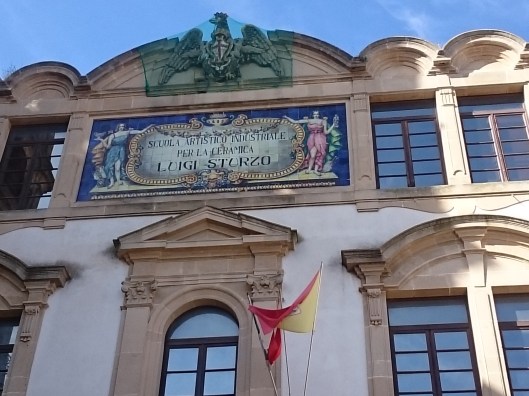 SCUOLA ARTISTICO INDUSTRIALE
PER LA CERAMICA
LUIGI STURZO